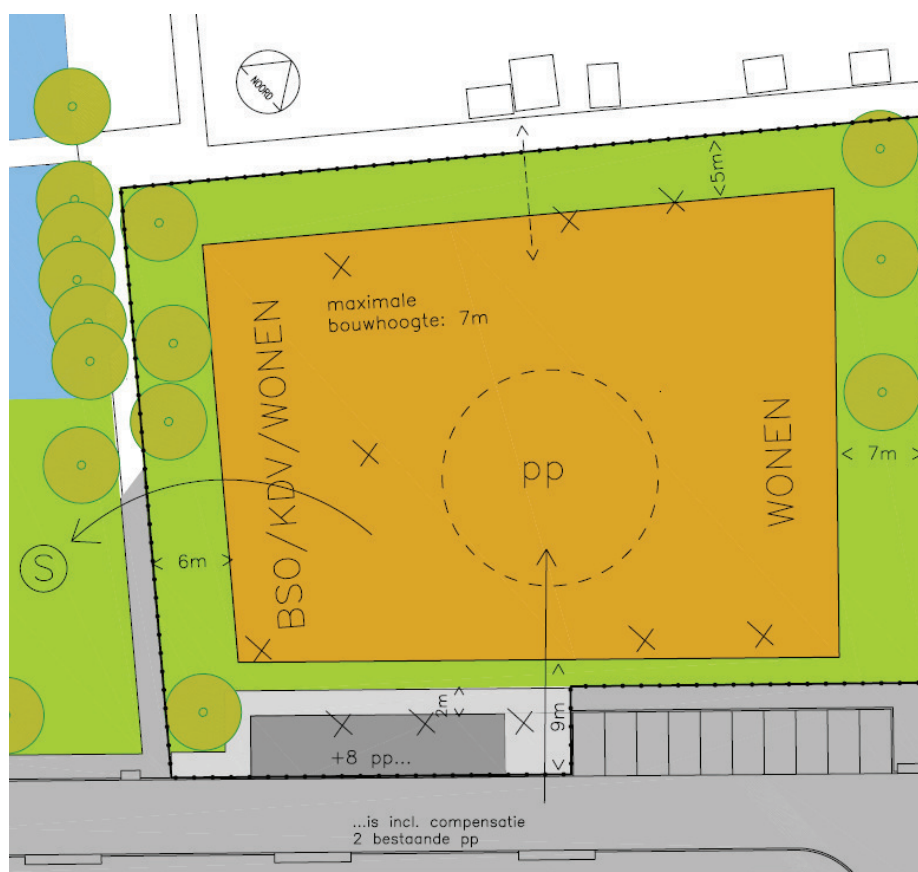 NOORD
<5m>
maximale
bouwhoogte: 7m
BSO/KDV/WONEN
pp
WONEN
< 7m >
< 6m >
S
2m
9m
+8 pp...
...is incl. compensatie
2 bestaande pp